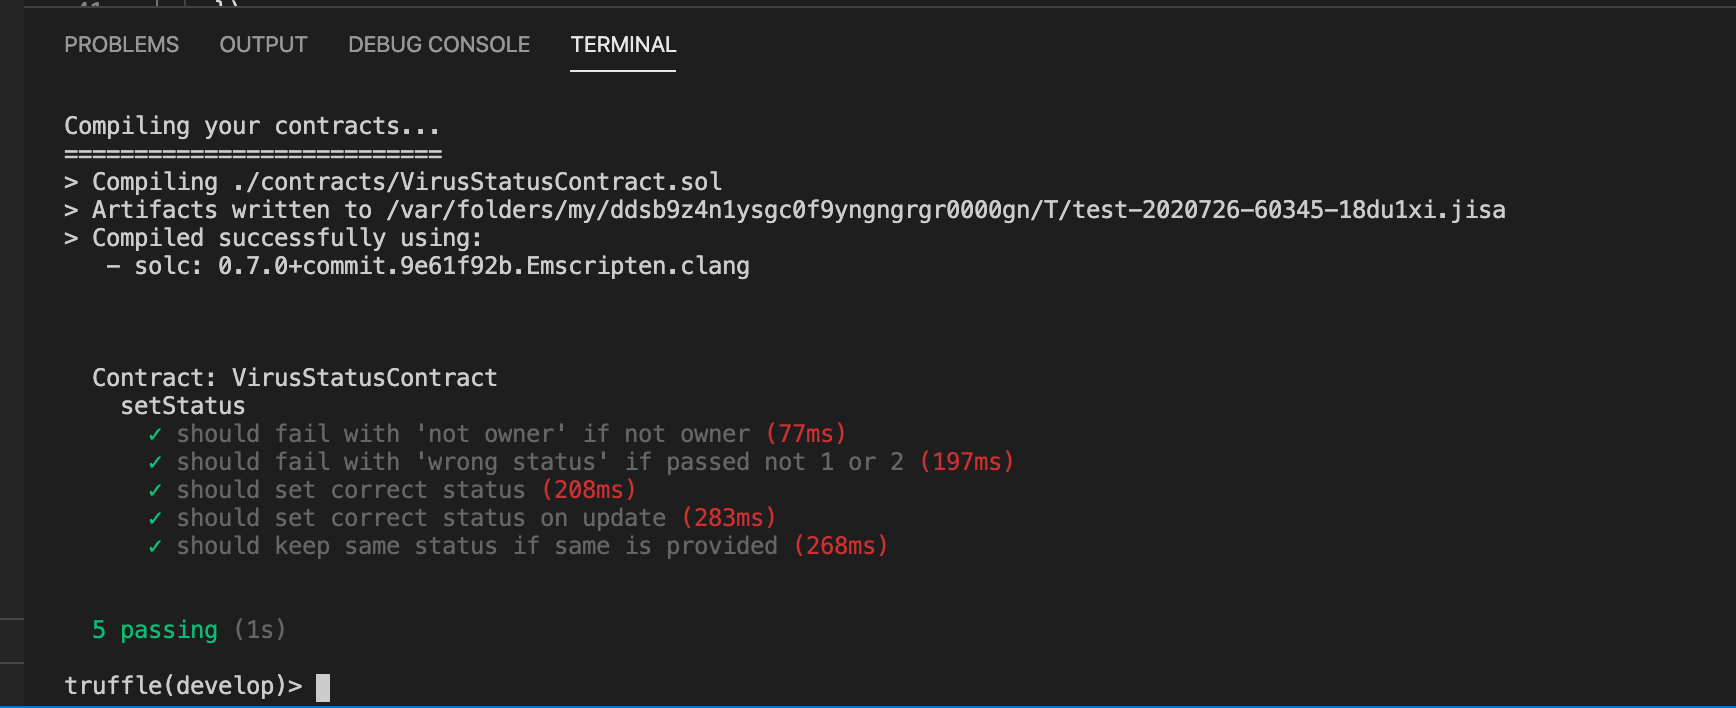 PROBLEMS OUTPUT DEBUG CONSOLE TERMINAL
Compiling your contracts...
===========================
> Compiling ./contracts/VirusStatusContract.sol
> Artifacts written to /var/folders/my/ddsb9z4n1ysgc0f9yngngrgr0000gn/T/test-2020726-60345-18du1xi.jisa
> Compiled successfully using:
- solc: 0.7.0+commit.9e61f92b.Emscripten.clang
Contract: VirusStatusContract
setStatus
✓ should fail with 'not owner' if not owner (77ms)
✓ should fail with 'wrong status' if passed not 1 or 2 (197ms)
✓ should set correct status (208ms)
✓ should set correct status on update (283ms)
✓ should keep same status if same is provided (268ms)
5 passing (1s)
truffle(develop)>